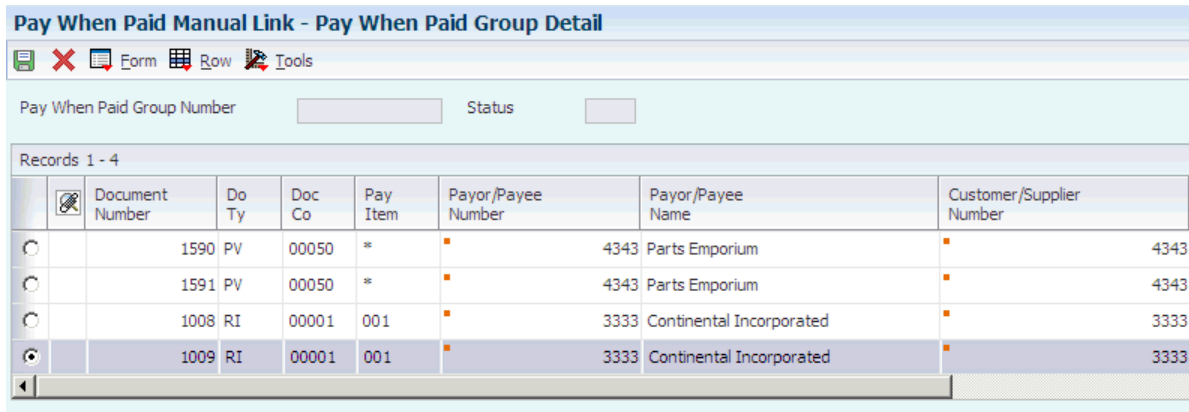 Pay When Paid Manual Link - Pay When Paid Group Detail
Form Row Tools
Pay When Paid Group Number Status
Records 1 - 4
Document Number Do Ty Doc Co Pay Item Payor/Payee Number Payor/Payee Name Customer/Supplier Number
1590 PV 00050 * 4343 Parts Emporium 4343
1591 PV 00050 * 4343 Parts Emporium 4343
1008 RI 00001 001 3333 Continental Incorporated 3333
1009 RI 00001 001 3333 Continental Incorporated 3333